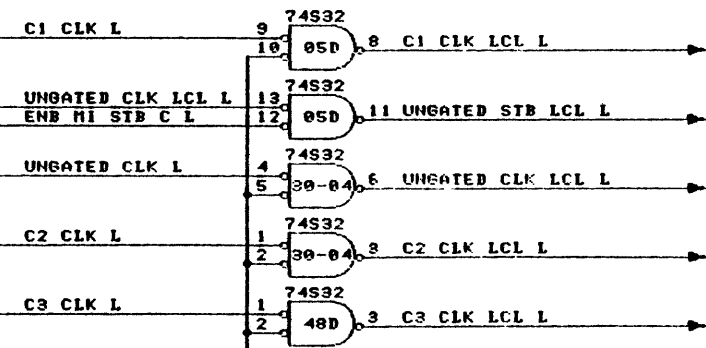 74S32
C1 CLK L 9 05D 8 C1 CLK LCL L
10
74S32
UNGATED CLK LCL L 13 05D 11 UNGATED STB LCL L
ENB MI STB C L 12
74S32
UNGATED CLK L 4 30-04 6 UNGATED CLK LCL L
5
74S32
C2 CLK L 1 30-04 3 C2 CLK LCL L
2
74S32
C3 CLK L 1 48D 3 C3 CLK LCL L
2